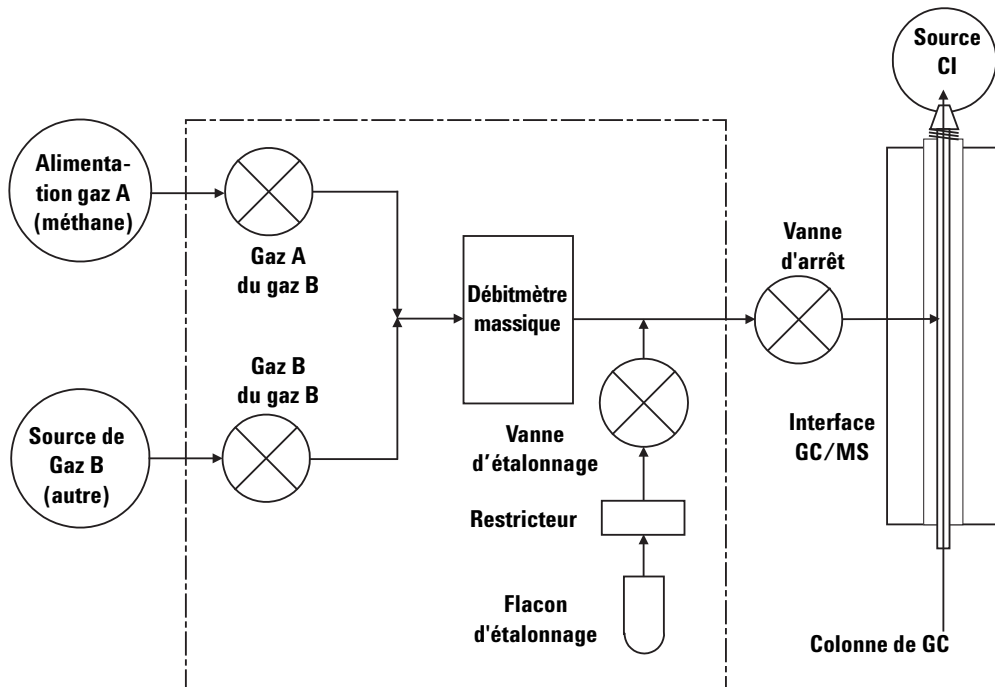 Source
CI
Alimenta-
tion gaz A
(méthane)
Gaz A
du gaz B
Débitmètre
massique
Vanne
d'arrêt
Gaz B
du gaz B
Source de
Gaz B
(autre)
Vanne
d’étalonnage
Interface
GC/MS
Restricteur
Flacon
d'étalonnage
Colonne de GC